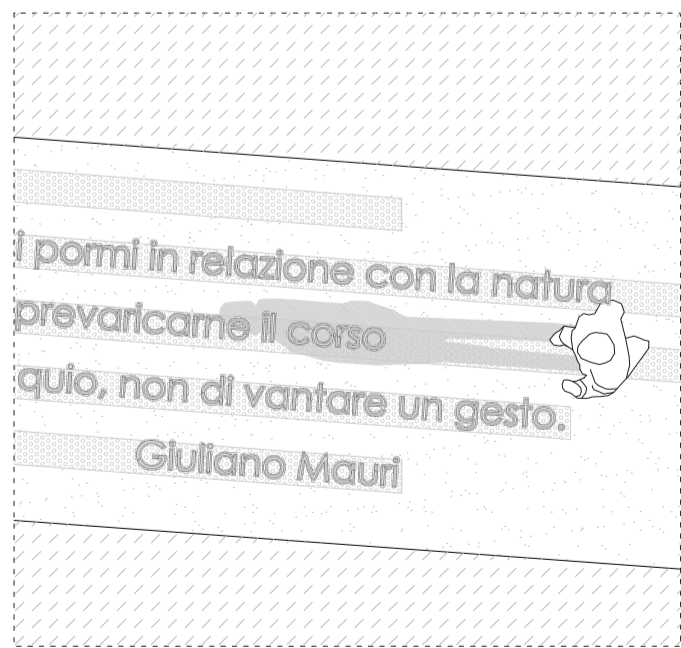 i pormi in relazione con la natura
prevaricarne il corso
quio, non di vantare un gesto.
Giuliano Mauri